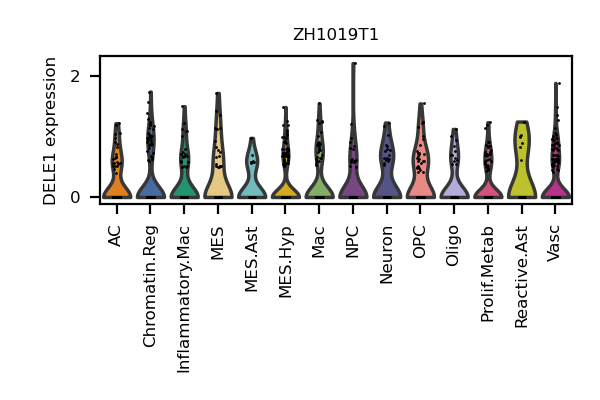 ZH1019T1
DELE1 expression
2
0
AC
Chromatin.Reg
Inflammatory.Mac
MES
MES.Ast
MES.Hyp
Mac
NPC
Neuron
OPC
Oligo
Prolif.Metab
Reactive.Ast
Vasc